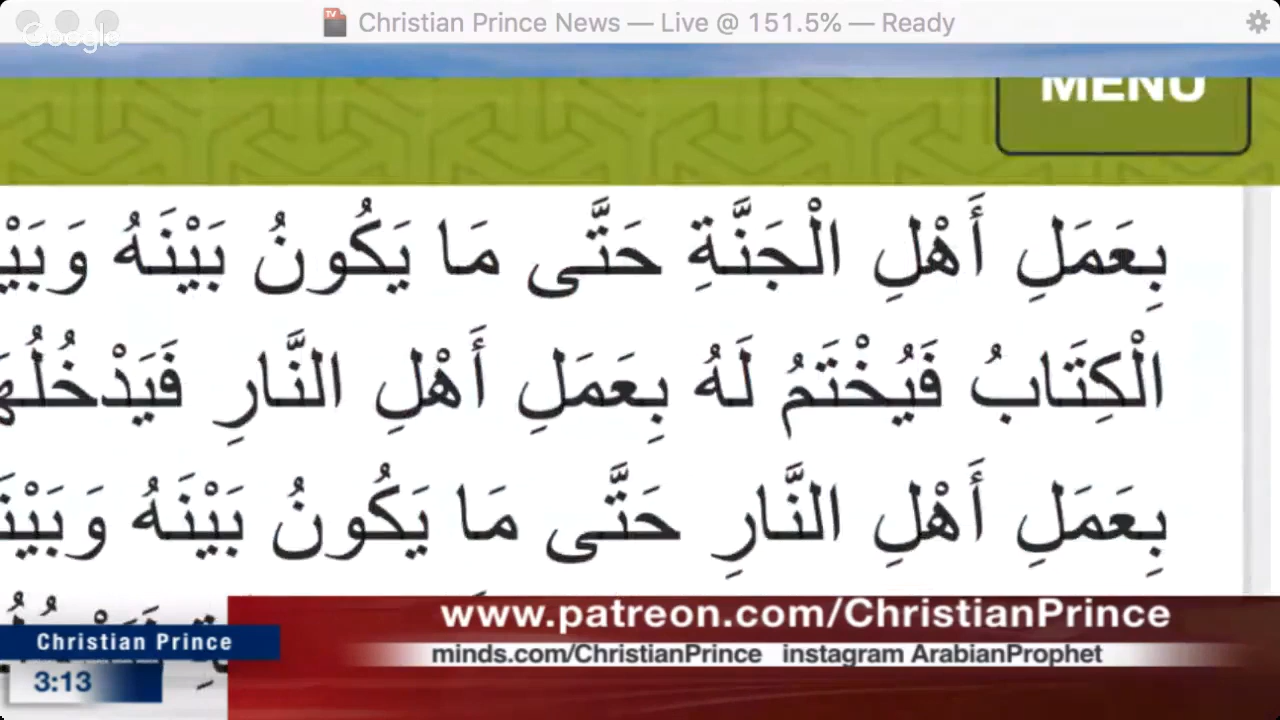 Christian Prince News — Live @ 151.5% — Ready
Google
MENU
بِعَمَلِ أَهْلِ الْجَنَّةِ حَتَّى مَا يَكُونُ بَيْنَهُ
الْكِتَابُ فَيُخْتَمُ لَهُ بِعَمَلِ أَهْلِ النَّارِ
بِعَمَلِ أَهْلِ النَّارِ حَتَّى مَا يَكُونُ بَيْنَهُ
www.patreon.com/ChristianPrince
Christian Prince
minds.com/ChristianPrince instagram ArabianProphet
3:13